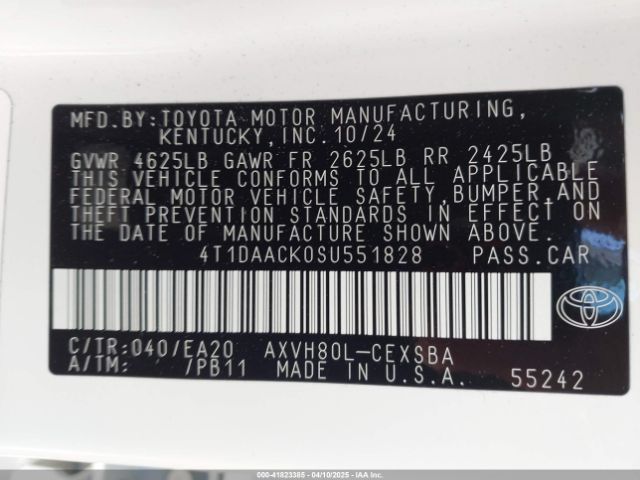 MFD.BY:TOYOTA MOTOR MANUFACTURING,
KENTUCKY,INC.10/24
GVWR 4625LB GAWR FR 2625LB RR 2425LB
THIS VEHICLE CONFORMS TO ALL APPLICABLE
FEDERAL MOTOR VEHICLE SAFETY,BUMPER,AND
THEFT PREVENTION STANDARDS IN EFFECT ON
THE DATE OF MANUFACTURE SHOWN ABOVE.
4T1DAACK0SU551828 PASS.CAR
C/TR:040/EA20 AXVH80L-CEXSBA
A/TM: /PB11 MADE IN U.S.A. 55242
000-41823385 - 04/10/2025 - IAAI.COM